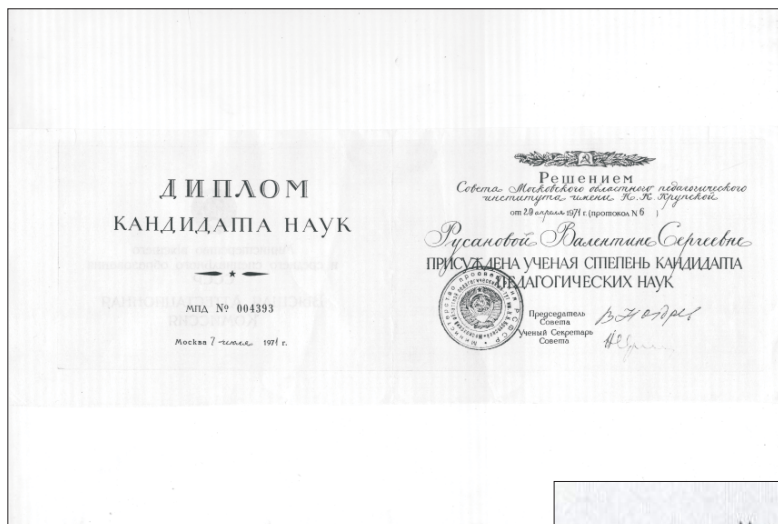 ДИПЛОМ
КАНДИДАТА НАУК
МПД № 004393
Москва 7 июля 1971 г.
Решением
Совета Московского областного педагогического
института имени Н. К. Крупской
от 29 апреля 1971 г. (протокол № 6 )
Русановой Валентине Сергеевне
ПРИСУЖДЕНА УЧЕНАЯ СТЕПЕНЬ КАНДИДАТА
ПЕДАГОГИЧЕСКИХ НАУК
Председатель
Совета
Ученый Секретарь
Совета